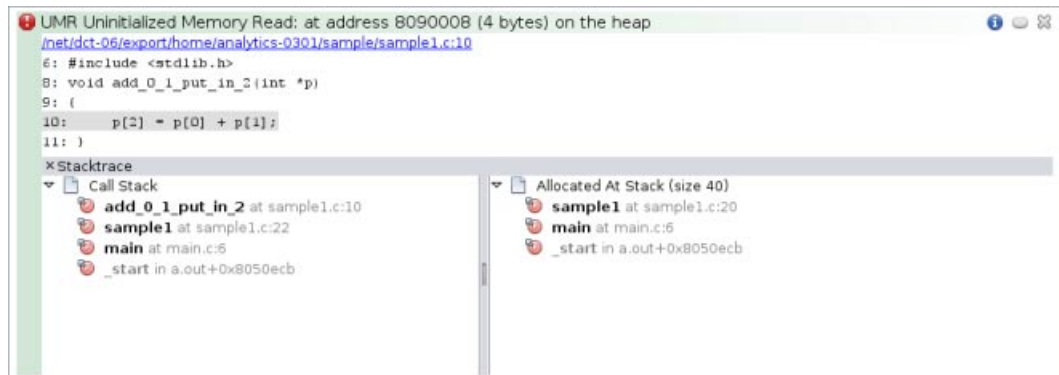 UMR Uninitialized Memory Read: at address 8090008 (4 bytes) on the heap
/net/dct-06/export/home/analytics-0301/sample/sample1.c:10
6: #include <stdlib.h>
8: void add_0_1_put_in_2(int *p)
9: {
10:     p[2] = p[0] + p[1];
11: }
×Stacktrace
Call Stack
add_0_1_put_in_2 at sample1.c:10
sample1 at sample1.c:22
main at main.c:6
_start in a.out+0x8050ecb
Allocated At Stack (size 40)
sample1 at sample1.c:20
main at main.c:6
_start in a.out+0x8050ecb